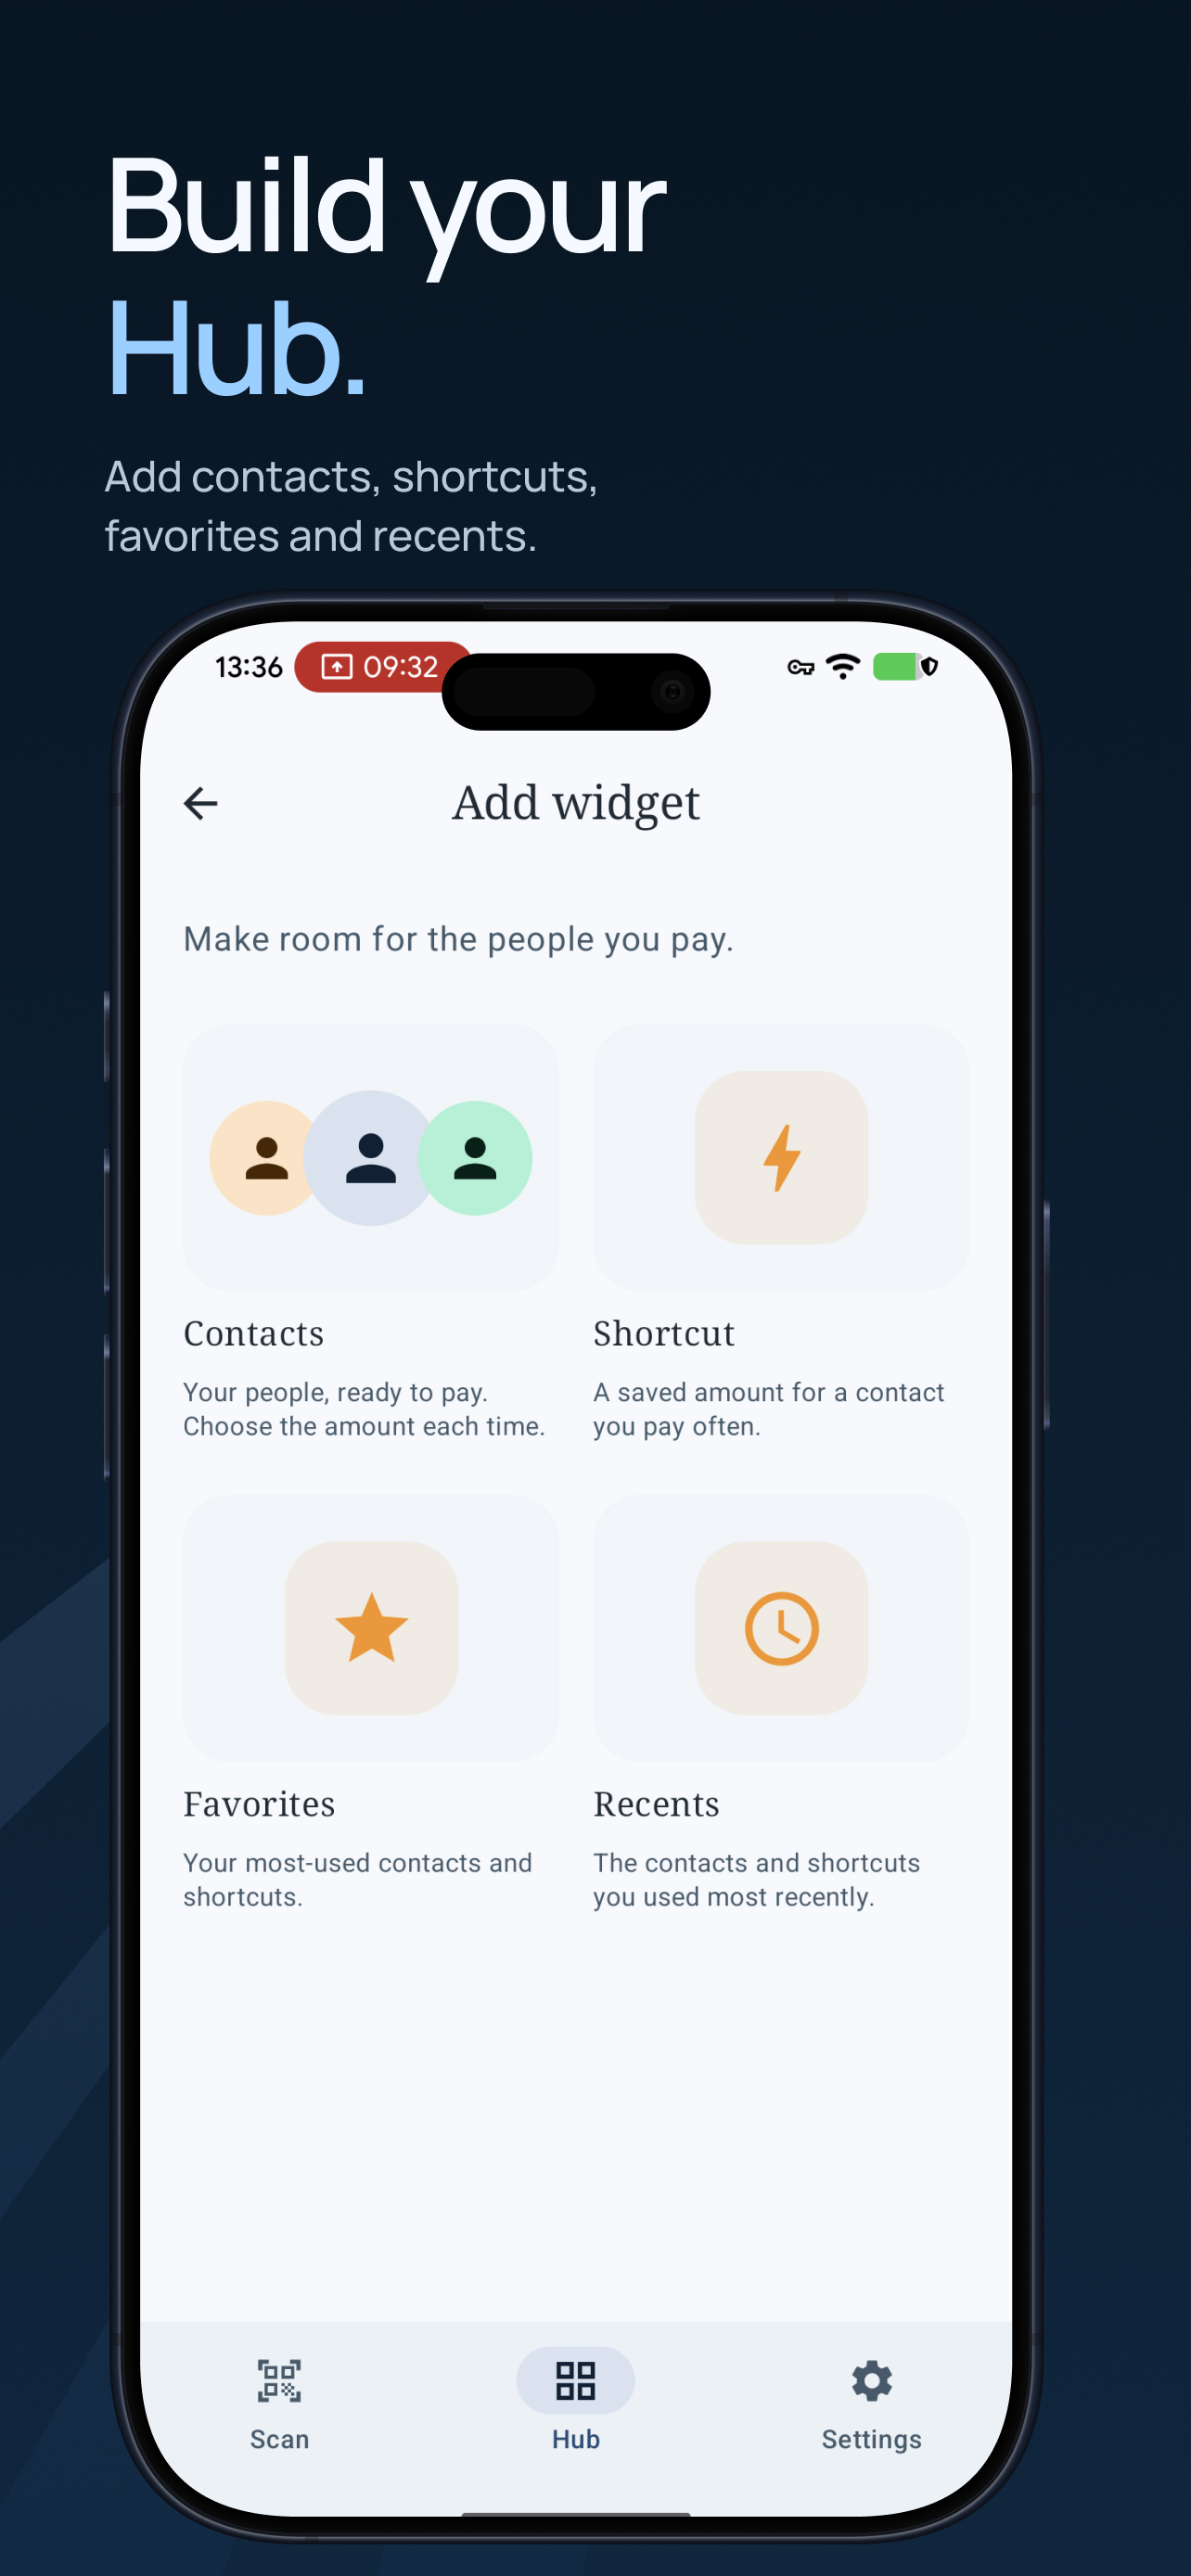 Build your
Hub.
Add contacts, shortcuts,
favorites and recents.
13:36
09:32
Add widget
Make room for the people you pay.
Contacts
Your people, ready to pay.
Choose the amount each time.
Shortcut
A saved amount for a contact
you pay often.
Favorites
Your most-used contacts and
shortcuts.
Recents
The contacts and shortcuts
you used most recently.
Scan
Hub
Settings